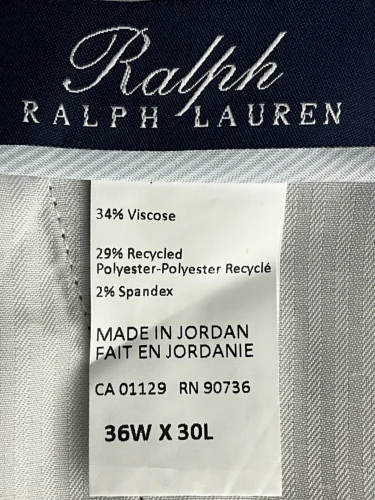 Ralph
RALPH LAUREN
34% Viscose
29% Recycled
Polyester-Polyester Recyclé
2% Spandex
MADE IN JORDAN
FAIT EN JORDANIE
CA 01129 RN 90736
36W X 30L